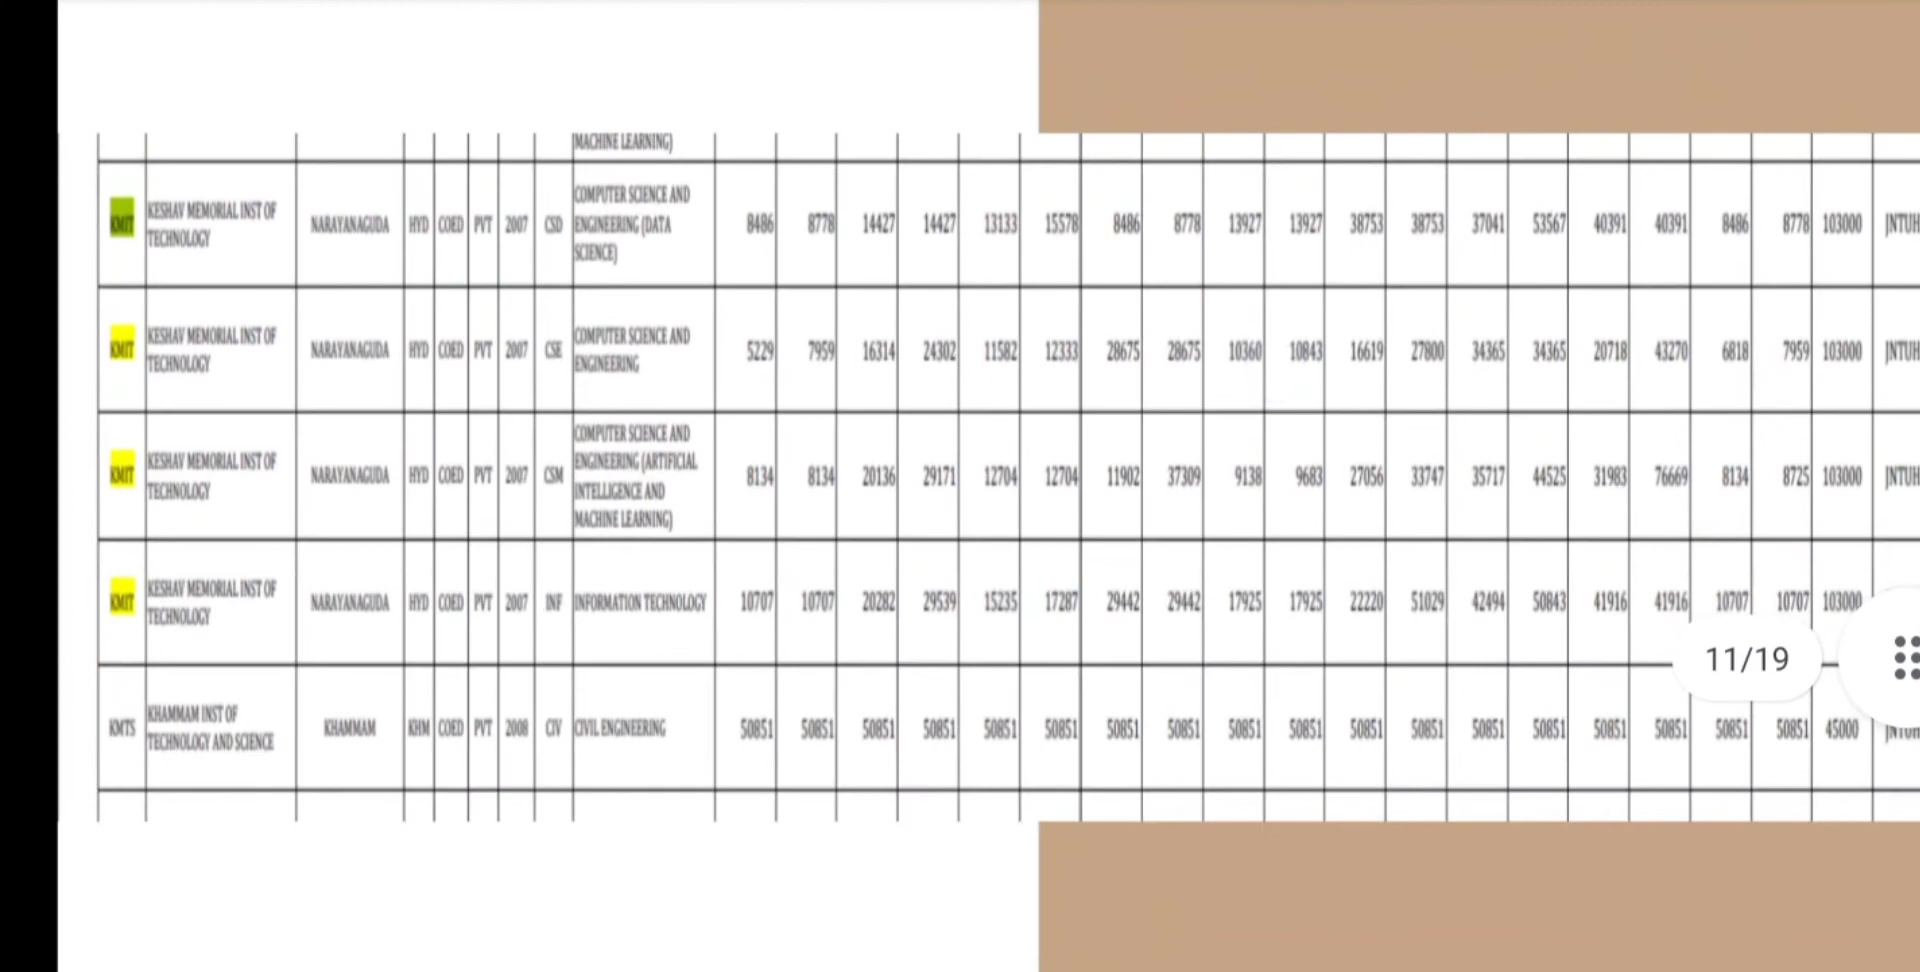 MACHINE LEARNING)
KMIT KESHAV MEMORIAL INST OF TECHNOLOGY NARAYANAGUDA HYD COED PVT 2007 CSD COMPUTER SCIENCE AND ENGINEERING (DATA SCIENCE) 8486 8778 14427 14427 13133 15578 8486 8778 13927 13927 38753 38753 37041 53567 40391 40391 8486 8778 103000 JNTUH
KMIT KESHAV MEMORIAL INST OF TECHNOLOGY NARAYANAGUDA HYD COED PVT 2007 CSE COMPUTER SCIENCE AND ENGINEERING 5229 7959 16314 24302 11582 12333 28675 28675 10360 10843 16619 27800 34365 34365 20718 43270 6818 7959 103000 JNTUH
KMIT KESHAV MEMORIAL INST OF TECHNOLOGY NARAYANAGUDA HYD COED PVT 2007 CSM COMPUTER SCIENCE AND ENGINEERING (ARTIFICIAL INTELLIGENCE AND MACHINE LEARNING) 8134 8134 20136 29171 12704 12704 11902 37309 9138 9683 27056 33747 35717 44525 31983 76669 8134 8725 103000 JNTUH
KMIT KESHAV MEMORIAL INST OF TECHNOLOGY NARAYANAGUDA HYD COED PVT 2007 INF INFORMATION TECHNOLOGY 10707 10707 20282 29539 15235 17287 29442 29442 17925 17925 22220 51029 42494 50843 41916 41916 10707 10707 103000
11/19
KMTS KHAMMAM INST OF TECHNOLOGY AND SCIENCE KHAMMAM KHM COED PVT 2008 CIV CIVIL ENGINEERING 50851 50851 50851 50851 50851 50851 50851 50851 50851 50851 50851 50851 50851 50851 50851 50851 50851 50851 45000 JNTUH